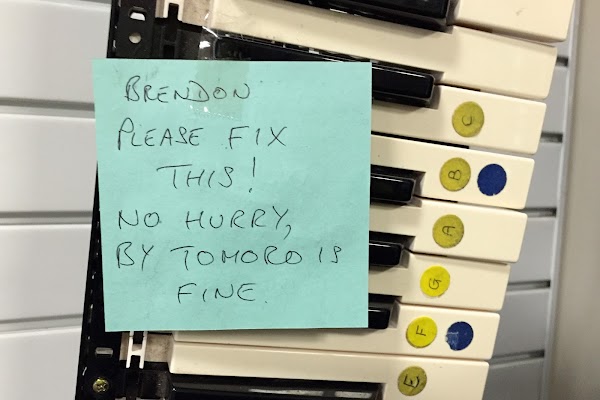 BRENDON
PLEASE FIX
THIS!
NO HURRY,
BY TOMORO IS
FINE.
C
B
A
G
F
E